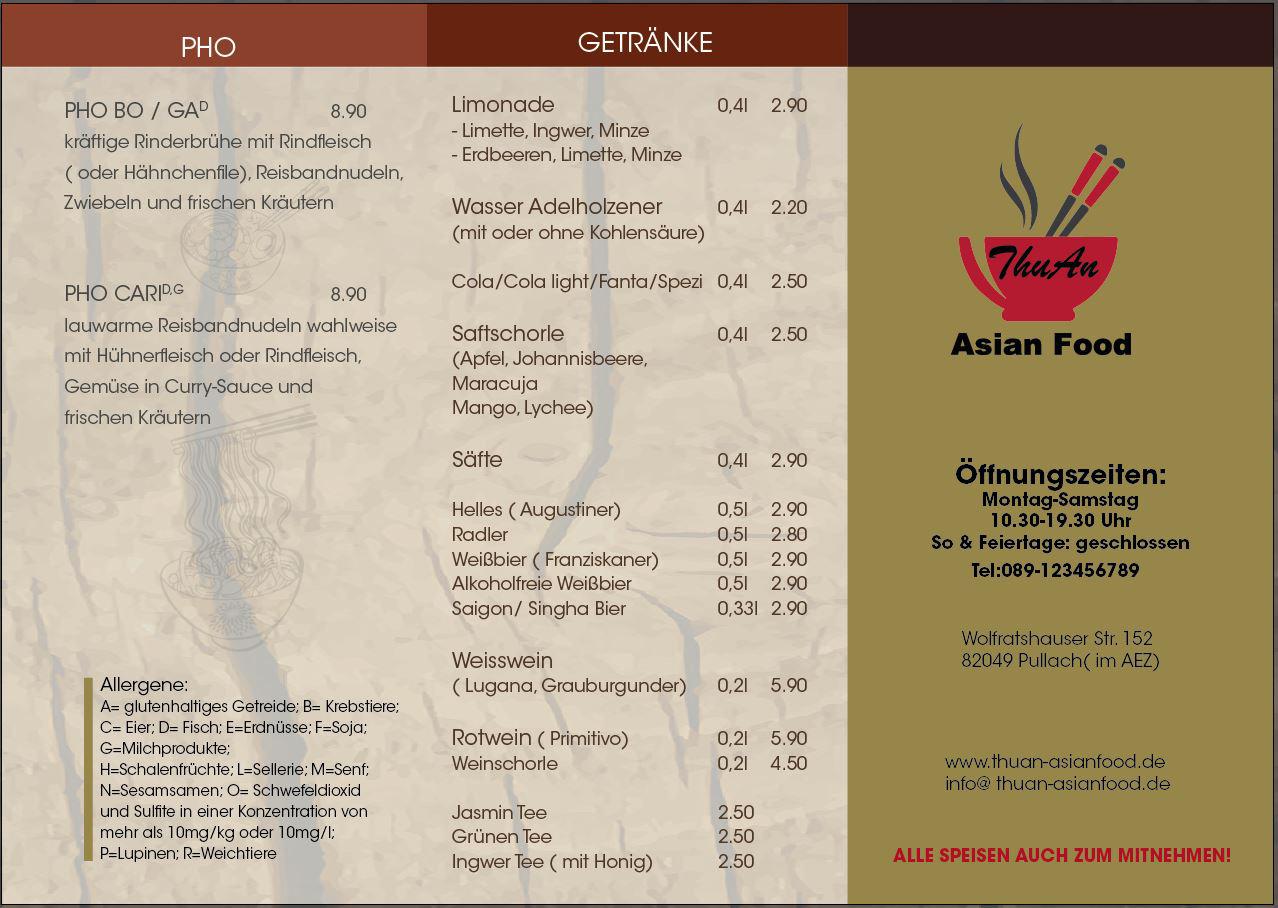 PHO
PHO BO / GA^D 8.90
kräftige Rinderbrühe mit Rindfleisch
( oder Hähnchenfile), Reisbandnudeln,
Zwiebeln und frischen Kräutern
PHO CARI^D,G 8.90
lauwarme Reisbandnudeln wahlweise
mit Hühnerfleisch oder Rindfleisch,
Gemüse in Curry-Sauce und
frischen Kräutern
Allergene:
A= glutenhaltiges Getreide; B= Krebstiere;
C= Eier; D= Fisch; E=Erdnüsse; F=Soja;
G=Milchprodukte;
H=Schalenfrüchte; L=Sellerie; M=Senf;
N=Sesamsamen; O= Schwefeldioxid
und Sulfite in einer Konzentration von
mehr als 10mg/kg oder 10mg/l;
P=Lupinen; R=Weichtiere
GETRÄNKE
Limonade 0,4l 2.90
- Limette, Ingwer, Minze
- Erdbeeren, Limette, Minze
Wasser Adelholzener 0,4l 2.20
(mit oder ohne Kohlensäure)
Cola/Cola light/Fanta/Spezi 0,4l 2.50
Saftschorle 0,4l 2.50
(Apfel, Johannisbeere,
Maracuja
Mango, Lychee)
Säfte 0,4l 2.90
Helles ( Augustiner) 0,5l 2.90
Radler 0,5l 2.80
Weißbier ( Franziskaner) 0,5l 2.90
Alkoholfreie Weißbier 0,5l 2.90
Saigon/ Singha Bier 0,33l 2.90
Weisswein
( Lugana, Grauburgunder) 0,2l 5.90
Rotwein ( Primitivo) 0,2l 5.90
Weinschorle 0,2l 4.50
Jasmin Tee 2.50
Grünen Tee 2.50
Ingwer Tee ( mit Honig) 2.50
ThuAn
Asian Food
Öffnungszeiten:
Montag-Samstag
10.30-19.30 Uhr
So & Feiertage: geschlossen
Tel:089-123456789
Wolfratshauser Str. 152
82049 Pullach( im AEZ)
www.thuan-asianfood.de
info@ thuan-asianfood.de
ALLE SPEISEN AUCH ZUM MITNEHMEN!